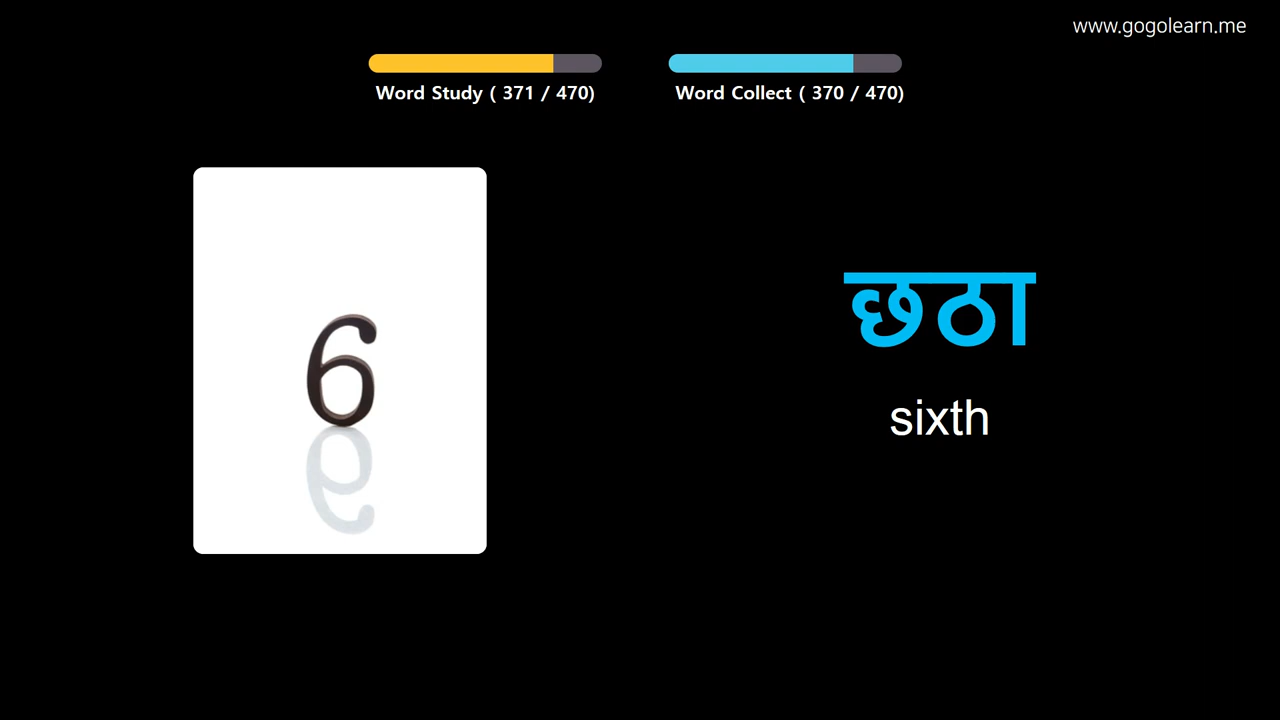 www.gogolearn.me
Word Study ( 371 / 470)
Word Collect ( 370 / 470)
6
छठा
sixth